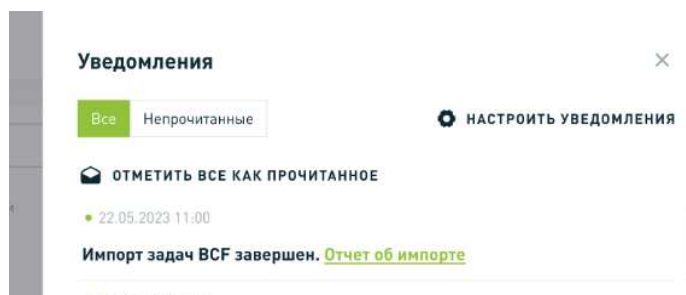 Уведомления
Все Непрочитанные НАСТРОИТЬ УВЕДОМЛЕНИЯ
ОТМЕТИТЬ ВСЕ КАК ПРОЧИТАННОЕ
22.05.2023 11:00
Импорт задач BCF завершен. Отчет об импорте